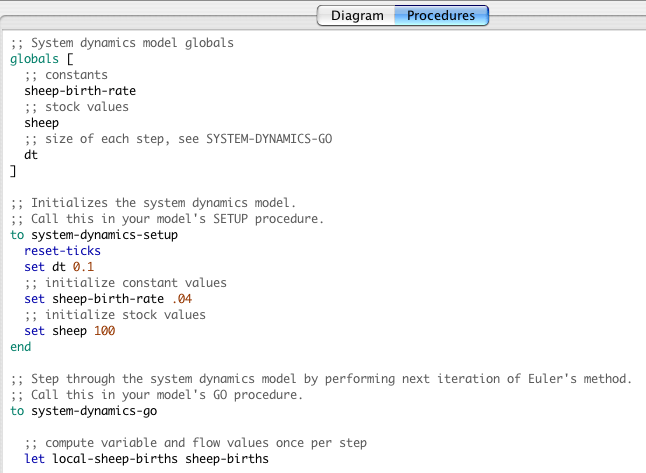 Diagram Procedures
;; System dynamics model globals
globals [
  ;; constants
  sheep-birth-rate
  ;; stock values
  sheep
  ;; size of each step, see SYSTEM-DYNAMICS-GO
  dt
]

;; Initializes the system dynamics model.
;; Call this in your model's SETUP procedure.
to system-dynamics-setup
  reset-ticks
  set dt 0.1
  ;; initialize constant values
  set sheep-birth-rate .04
  ;; initialize stock values
  set sheep 100
end

;; Step through the system dynamics model by performing next iteration of Euler's method.
;; Call this in your model's GO procedure.
to system-dynamics-go

  ;; compute variable and flow values once per step
  let local-sheep-births sheep-births